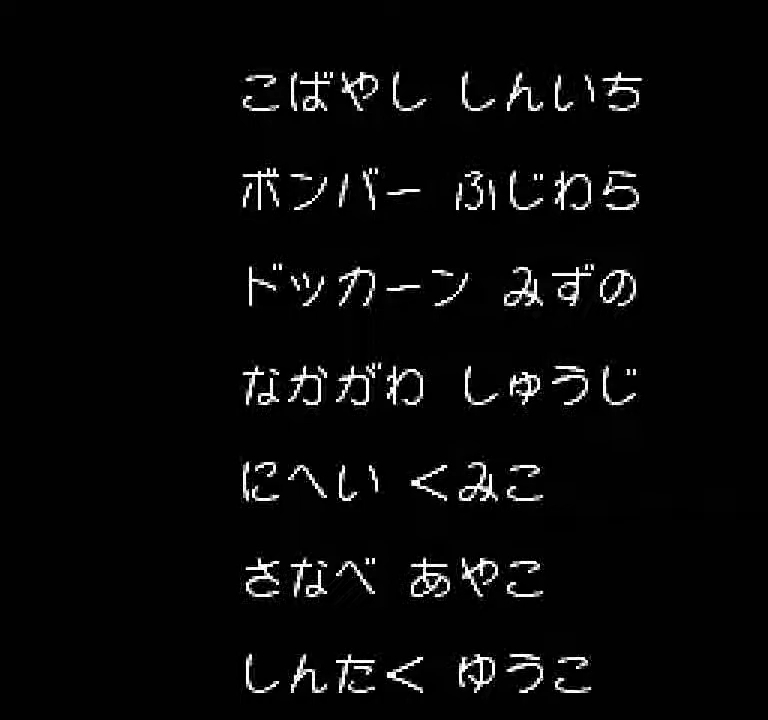 こばやし しんいち
ボンバー ふじわら
ドッカーン みずの
なかがわ しゅうじ
にへい くみこ
さなべ あやこ
しんたく ゆうこ